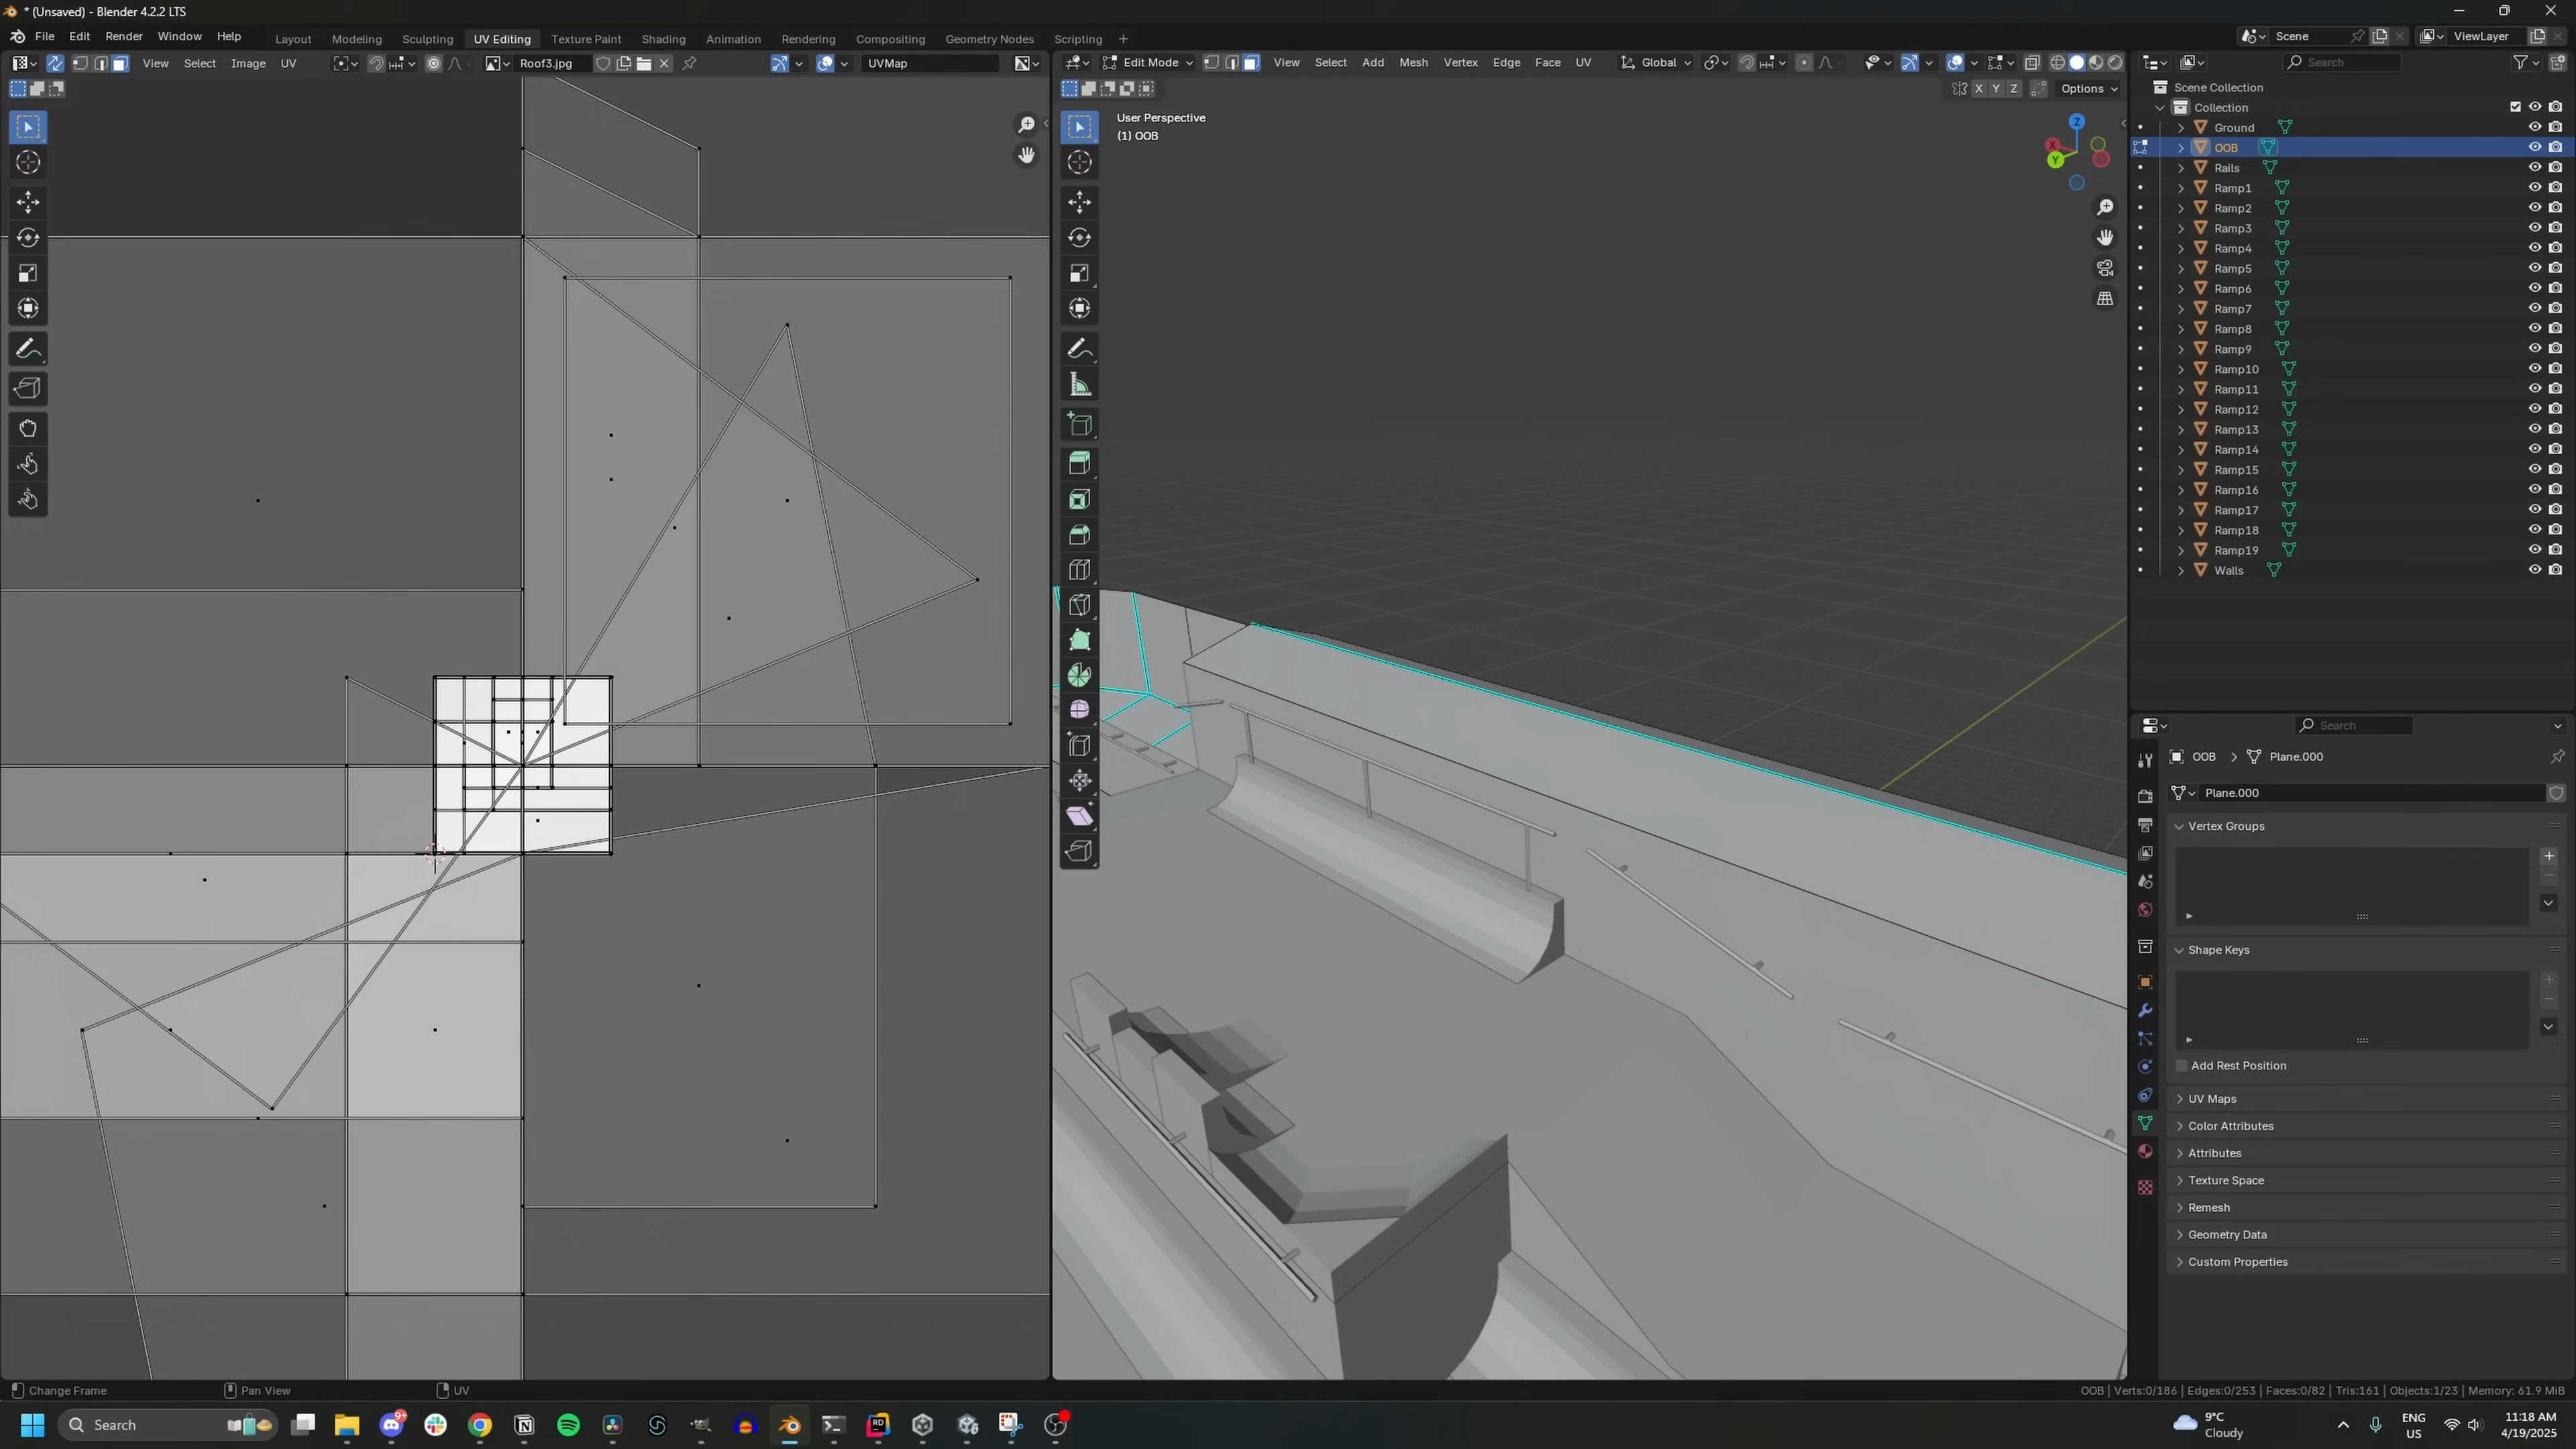 * (Unsaved) - Blender 4.2.2 LTS
File Edit Render Window Help
Layout Modeling Sculpting UV Editing Texture Paint Shading Animation Rendering Compositing Geometry Nodes Scripting +
Scene ViewLayer
View Select Image UV Roof3.jpg UVMap
Edit Mode View Select Add Mesh Vertex Edge Face UV Global
X Y Z Options
User Perspective
(1) OOB
Z
X
Y
Search
Scene Collection
Collection
Ground
OOB
Rails
Ramp1
Ramp2
Ramp3
Ramp4
Ramp5
Ramp6
Ramp7
Ramp8
Ramp9
Ramp10
Ramp11
Ramp12
Ramp13
Ramp14
Ramp15
Ramp16
Ramp17
Ramp18
Ramp19
Walls
Search
OOB > Plane.000
Plane.000
Vertex Groups
Shape Keys
Add Rest Position
UV Maps
Color Attributes
Attributes
Texture Space
Remesh
Geometry Data
Custom Properties
Change Frame Pan View UV
OOB | Verts:0/186 | Edges:0/253 | Faces:0/82 | Tris:161 | Objects:1/23 | Memory: 61.9 MiB
Search
9+
RD
9°C
Cloudy
ENG
US
11:18 AM
4/19/2025